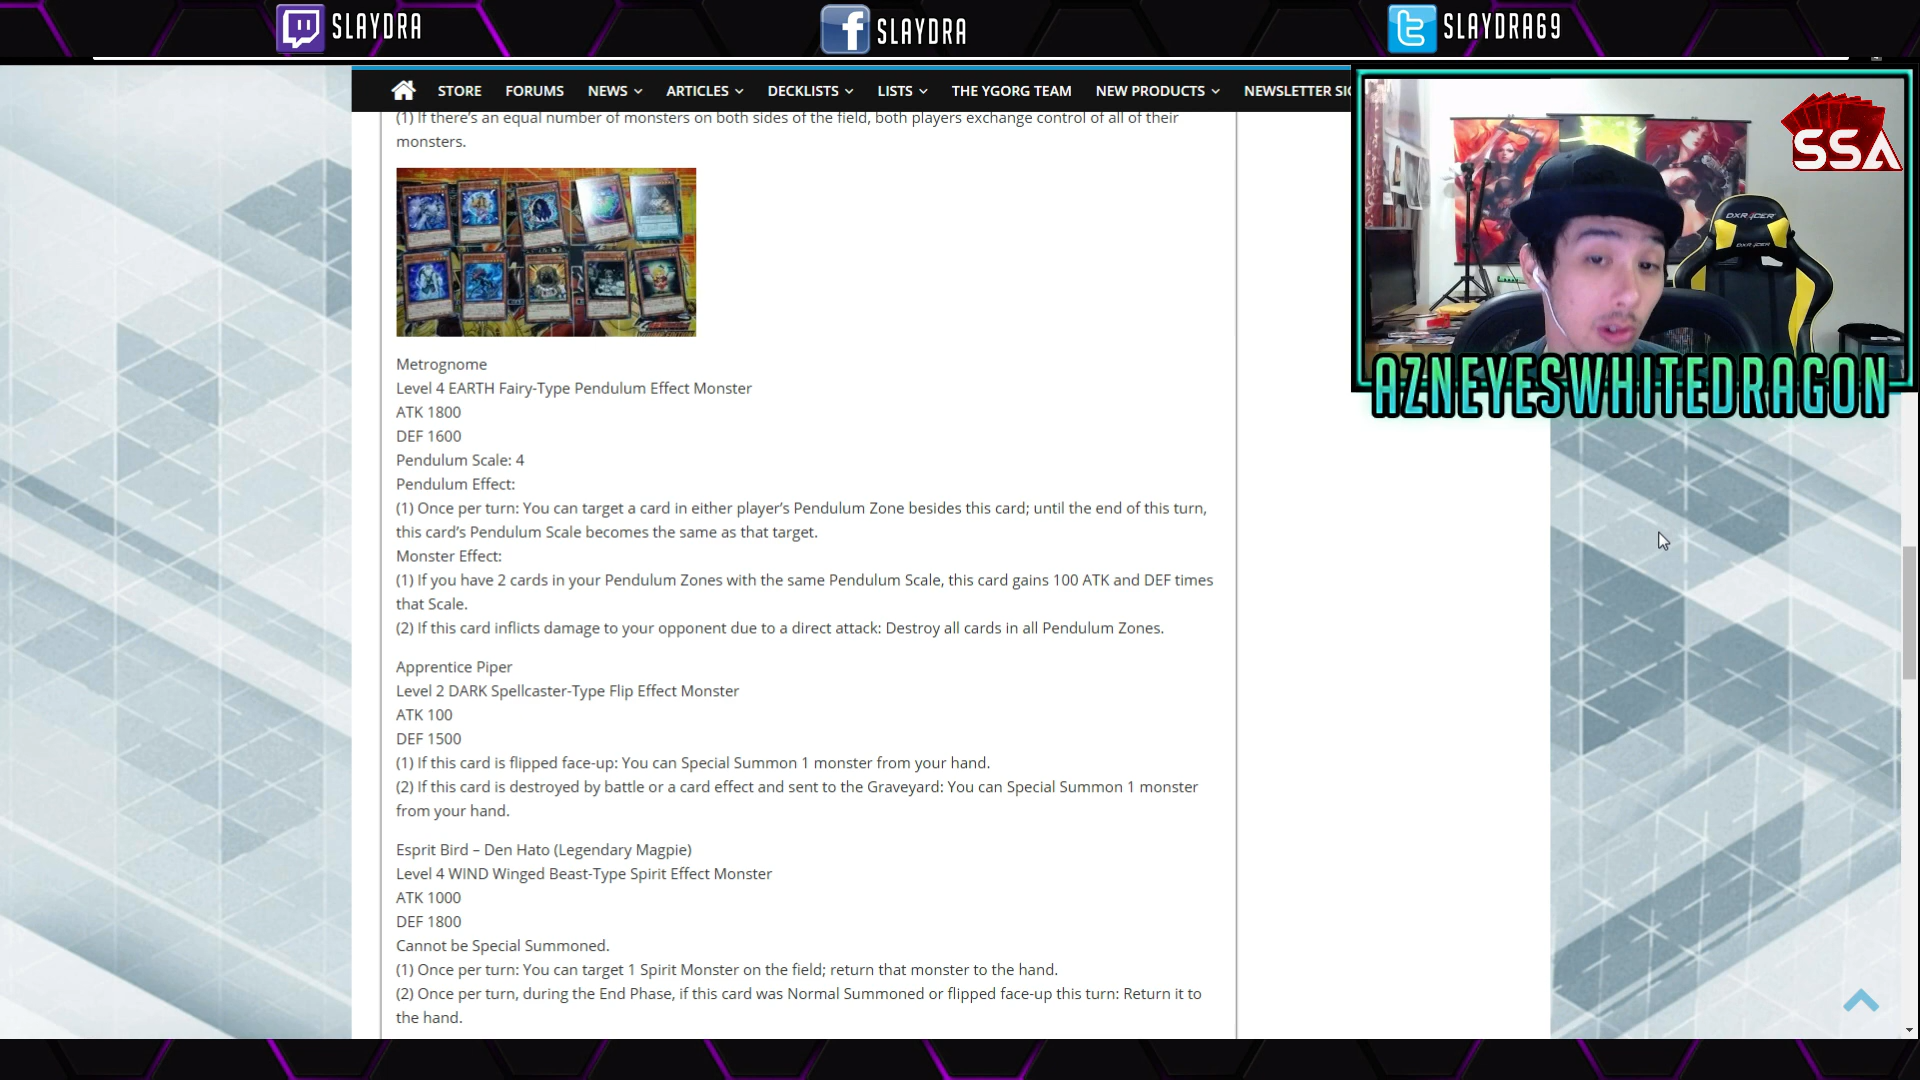 SLAYDRA
SLAYDRA
SLAYDRA69
STORE FORUMS NEWS ARTICLES DECKLISTS LISTS THE YGORG TEAM NEW PRODUCTS NEWSLETTER SIG
(1) If there’s an equal number of monsters on both sides of the field, both players exchange control of all of their
monsters.
SSA
DXRACER
DXRACER
AZNEYESWHITEDRAGON
Metrognome
Level 4 EARTH Fairy-Type Pendulum Effect Monster
ATK 1800
DEF 1600
Pendulum Scale: 4
Pendulum Effect:
(1) Once per turn: You can target a card in either player’s Pendulum Zone besides this card; until the end of this turn,
this card’s Pendulum Scale becomes the same as that target.
Monster Effect:
(1) If you have 2 cards in your Pendulum Zones with the same Pendulum Scale, this card gains 100 ATK and DEF times
that Scale.
(2) If this card inflicts damage to your opponent due to a direct attack: Destroy all cards in all Pendulum Zones.
Apprentice Piper
Level 2 DARK Spellcaster-Type Flip Effect Monster
ATK 100
DEF 1500
(1) If this card is flipped face-up: You can Special Summon 1 monster from your hand.
(2) If this card is destroyed by battle or a card effect and sent to the Graveyard: You can Special Summon 1 monster
from your hand.
Esprit Bird – Den Hato (Legendary Magpie)
Level 4 WIND Winged Beast-Type Spirit Effect Monster
ATK 1000
DEF 1800
Cannot be Special Summoned.
(1) Once per turn: You can target 1 Spirit Monster on the field; return that monster to the hand.
(2) Once per turn, during the End Phase, if this card was Normal Summoned or flipped face-up this turn: Return it to
the hand.